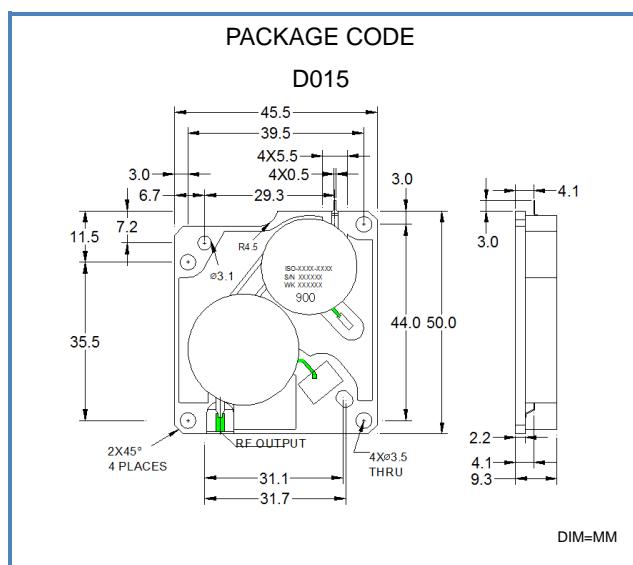 PACKAGE CODE
D015
45.5
39.5
4X5.5
3.0
4X0.5
3.0
4.1
6.7
29.3
7.2
3.0
11.5
R4.5
⌀3.1
ISO-XXXX-XXXX
S/N XXXXXX
WK XXXXXX
900
35.5
44.0
50.0
RF OUTPUT
2X45°
4 PLACES
4X⌀3.5
THRU
2.2
31.1
4.1
31.7
9.3
DIM=MM